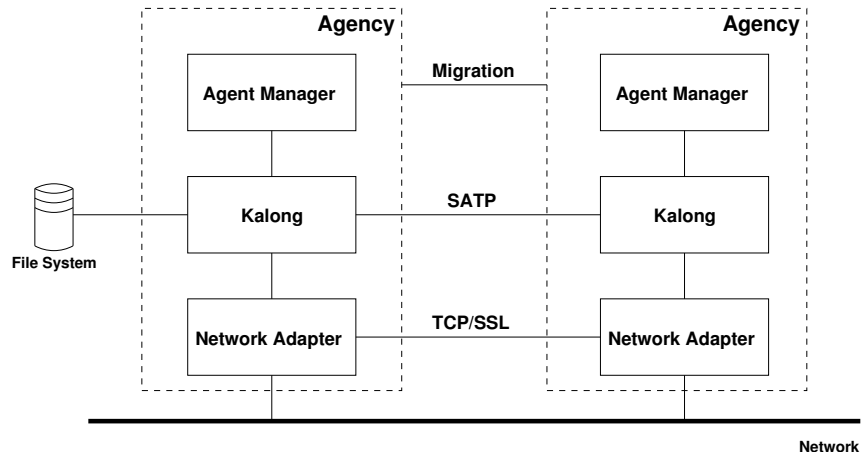 Agency
Agency
Migration
Agent Manager
Agent Manager
SATP
Kalong
Kalong
File System
TCP/SSL
Network Adapter
Network Adapter
Network